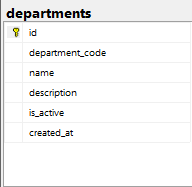 departments
id
department_code
name
description
is_active
created_at